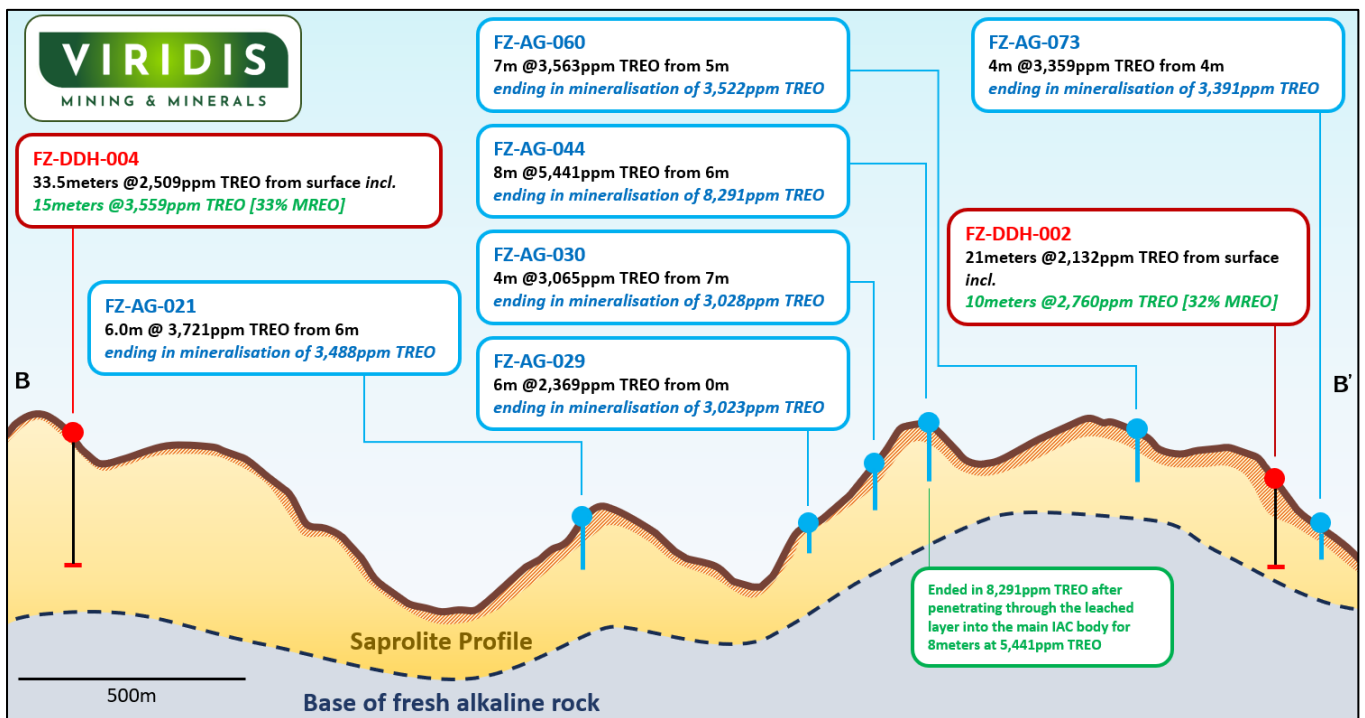 VIRIDIS
MINING & MINERALS
FZ-DDH-004
33.5meters @2,509ppm TREO from surface incl.
15meters @3,559ppm TREO [33% MREO]
FZ-AG-021
6.0m @ 3,721ppm TREO from 6m
ending in mineralisation of 3,488ppm TREO
FZ-AG-060
7m @3,563ppm TREO from 5m
ending in mineralisation of 3,522ppm TREO
FZ-AG-044
8m @5,441ppm TREO from 6m
ending in mineralisation of 8,291ppm TREO
FZ-AG-030
4m @3,065ppm TREO from 7m
ending in mineralisation of 3,028ppm TREO
FZ-AG-029
6m @2,369ppm TREO from 0m
ending in mineralisation of 3,023ppm TREO
FZ-AG-073
4m @3,359ppm TREO from 4m
ending in mineralisation of 3,391ppm TREO
FZ-DDH-002
21meters @2,132ppm TREO from surface
incl.
10meters @2,760ppm TREO [32% MREO]
B
B'
Ended in 8,291ppm TREO after
penetrating through the leached
layer into the main IAC body for
8meters at 5,441ppm TREO
Saprolite Profile
500m
Base of fresh alkaline rock